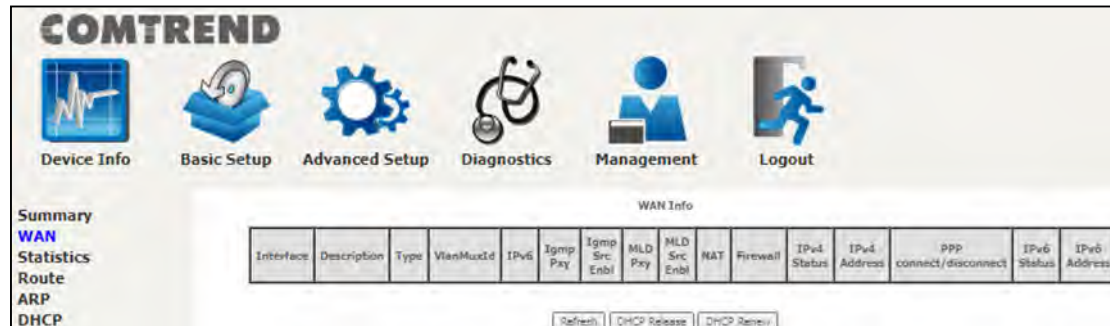 COMTREND
Device Info Basic Setup Advanced Setup Diagnostics Management Logout
Summary
WAN
Statistics
Route
ARP
DHCP
WAN Info
Interface Description Type VlanMuxId IPv6 Igmp Pxy Igmp Src Enbl MLD Pxy MLD Src Enbl NAT Firewall IPv4 Status IPv4 Address PPP connect/disconnect IPv6 Status IPv6 Address
Refresh DHCP Release DHCP Renew